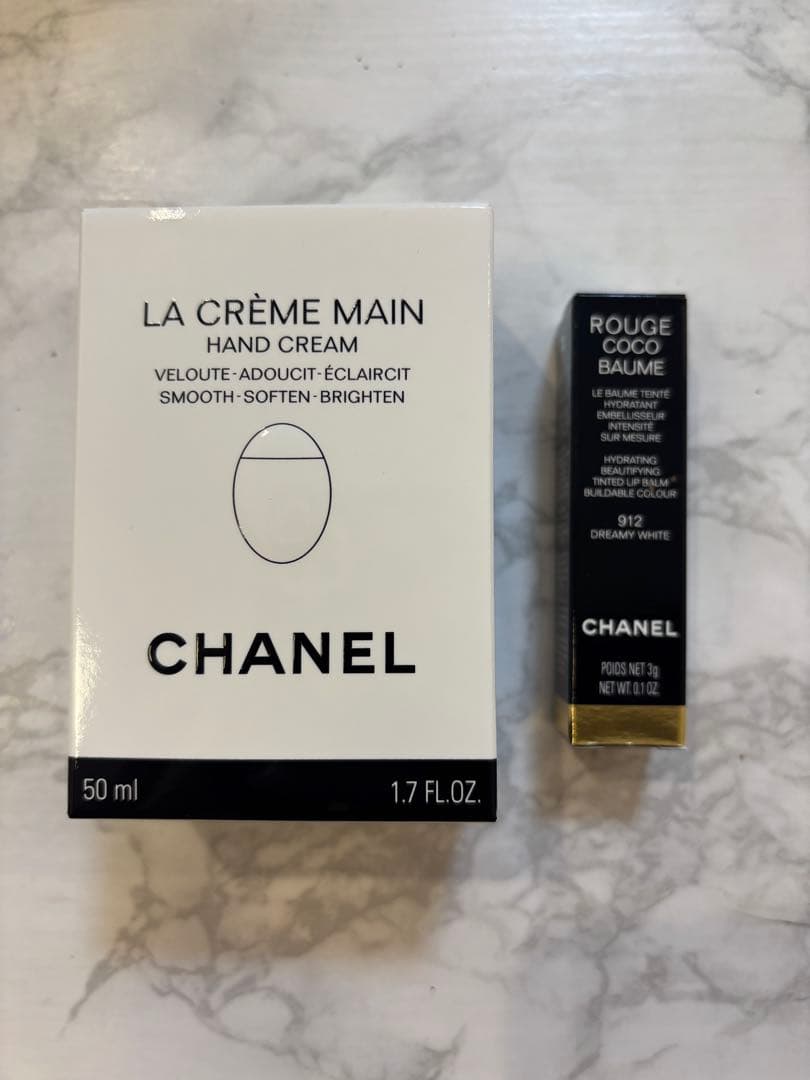 LA CRÈME MAIN
HAND CREAM
VELOUTE-ADOUCIT-ÉCLAIRCIT
SMOOTH-SOFTEN-BRIGHTEN
CHANEL
50 ml
1.7 FL.OZ.
ROUGE
COCO
BAUME
LE BAUME TEINTÉ
HYDRATANT
EMBELLISSEUR
INTENSITÉ
SUR MESURE
HYDRATING
BEAUTIFYING
TINTED LIP BALM
BUILDABLE COLOUR
912
DREAMY WHITE
CHANEL
POIDS NET 3g
NET WT. 0.1 OZ.